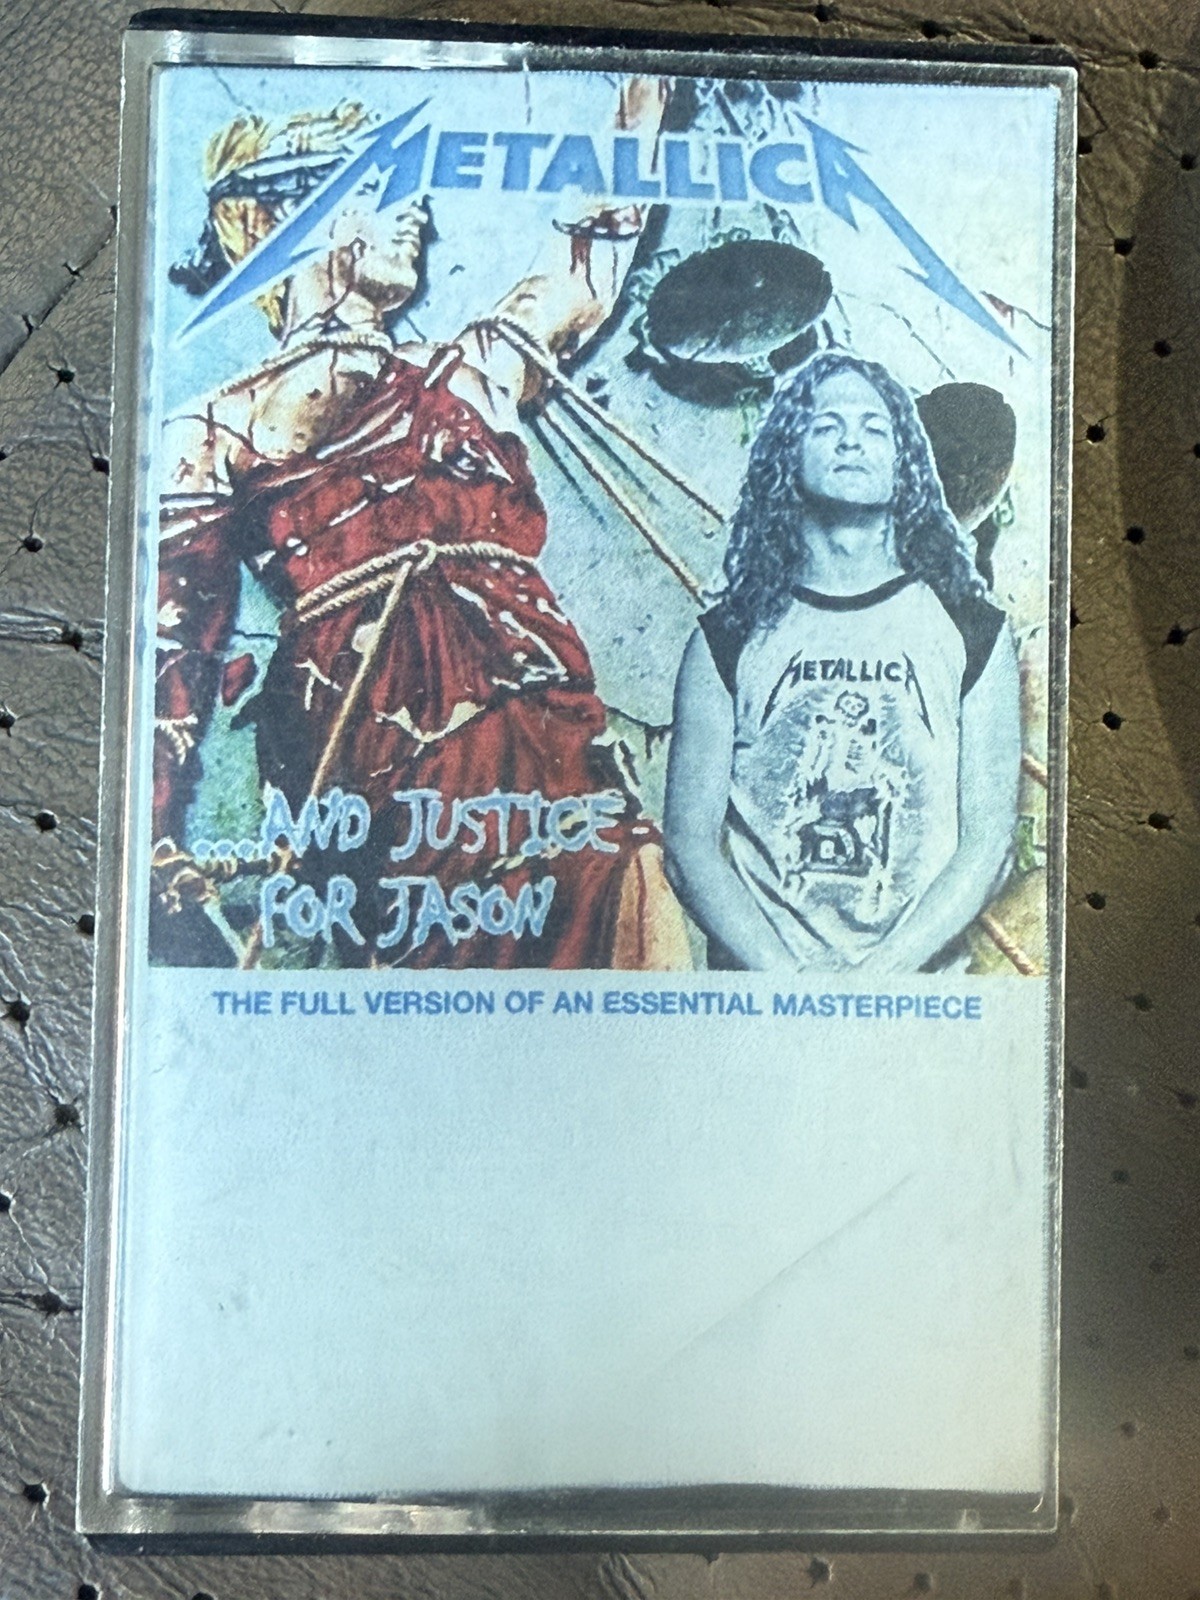 METALLICA
METALLICA
....AND JUSTICE
FOR JASON
THE FULL VERSION OF AN ESSENTIAL MASTERPIECE